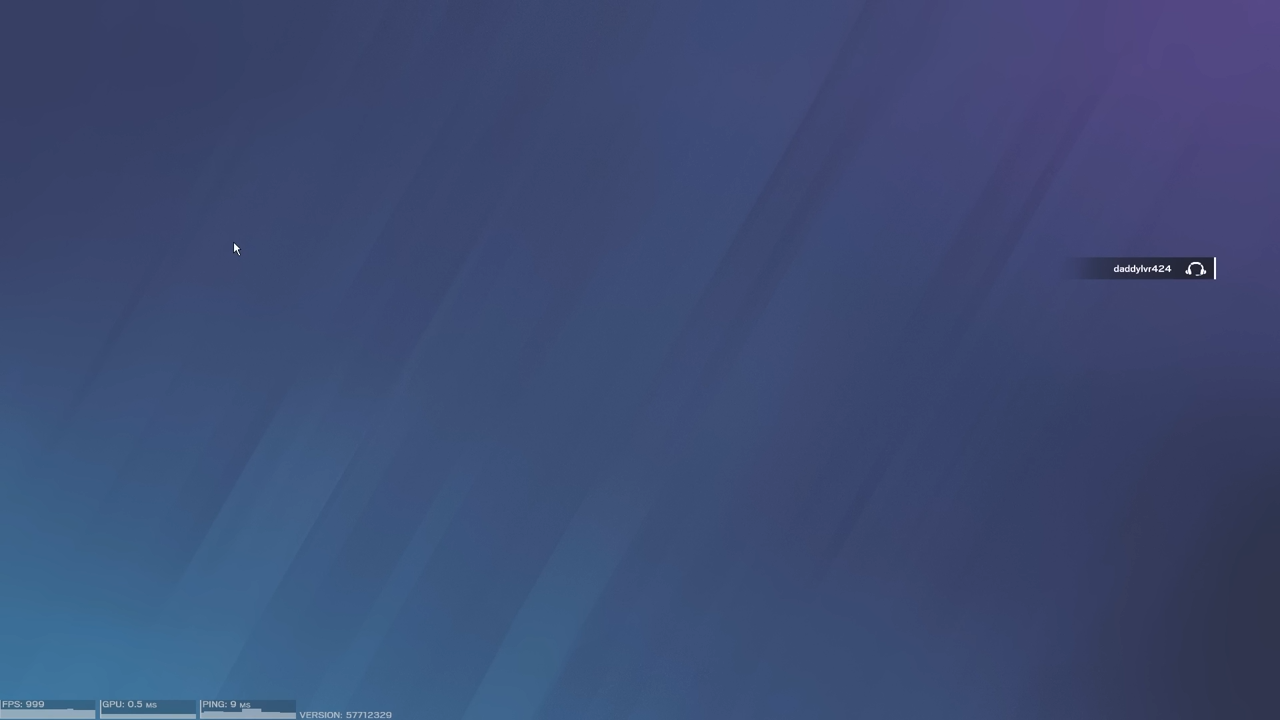 daddylvr424
FPS: 999
GPU: 0.5 MS
PING: 9 MS
VERSION: 57712329